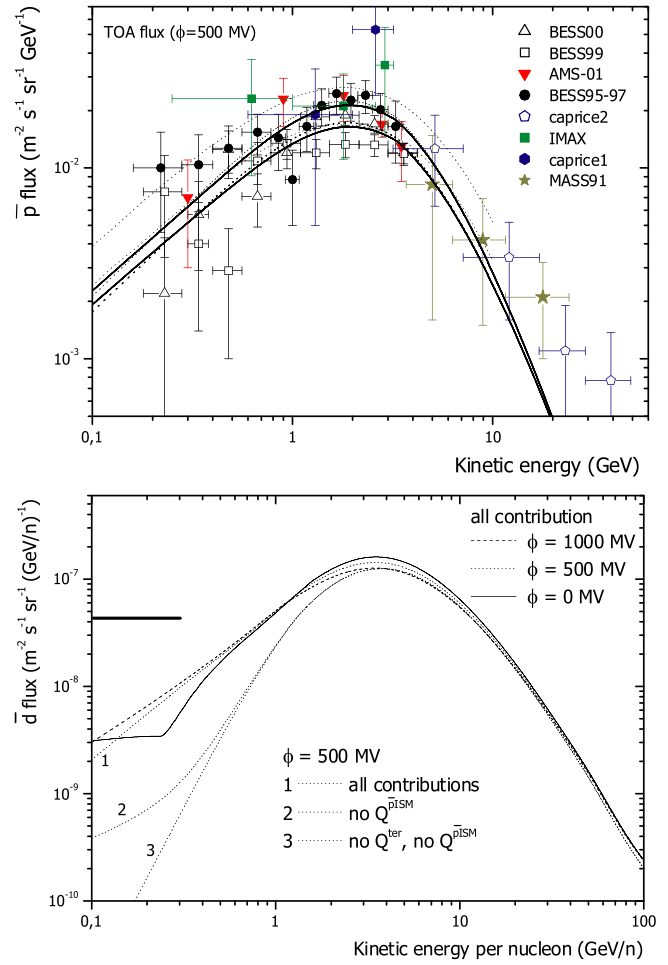 TOA flux (ϕ=500 MV)
BESS00
BESS99
AMS-01
BESS95-97
caprice2
IMAX
caprice1
MASS91
p̅ flux (m⁻² s⁻¹ sr⁻¹ GeV⁻¹)
10⁻²
10⁻³
0,1
1
10
Kinetic energy (GeV)
all contribution
ϕ = 1000 MV
ϕ = 500 MV
ϕ = 0 MV
d̅ flux (m⁻² s⁻¹ sr⁻¹ (GeV/n)⁻¹)
10⁻⁶
10⁻⁷
10⁻⁸
10⁻⁹
10⁻¹⁰
1
2
3
ϕ = 500 MV
1 all contributions
2 no Q^p̅ISM
3 no Q^ter, no Q^p̅ISM
0,1
1
10
100
Kinetic energy per nucleon (GeV/n)